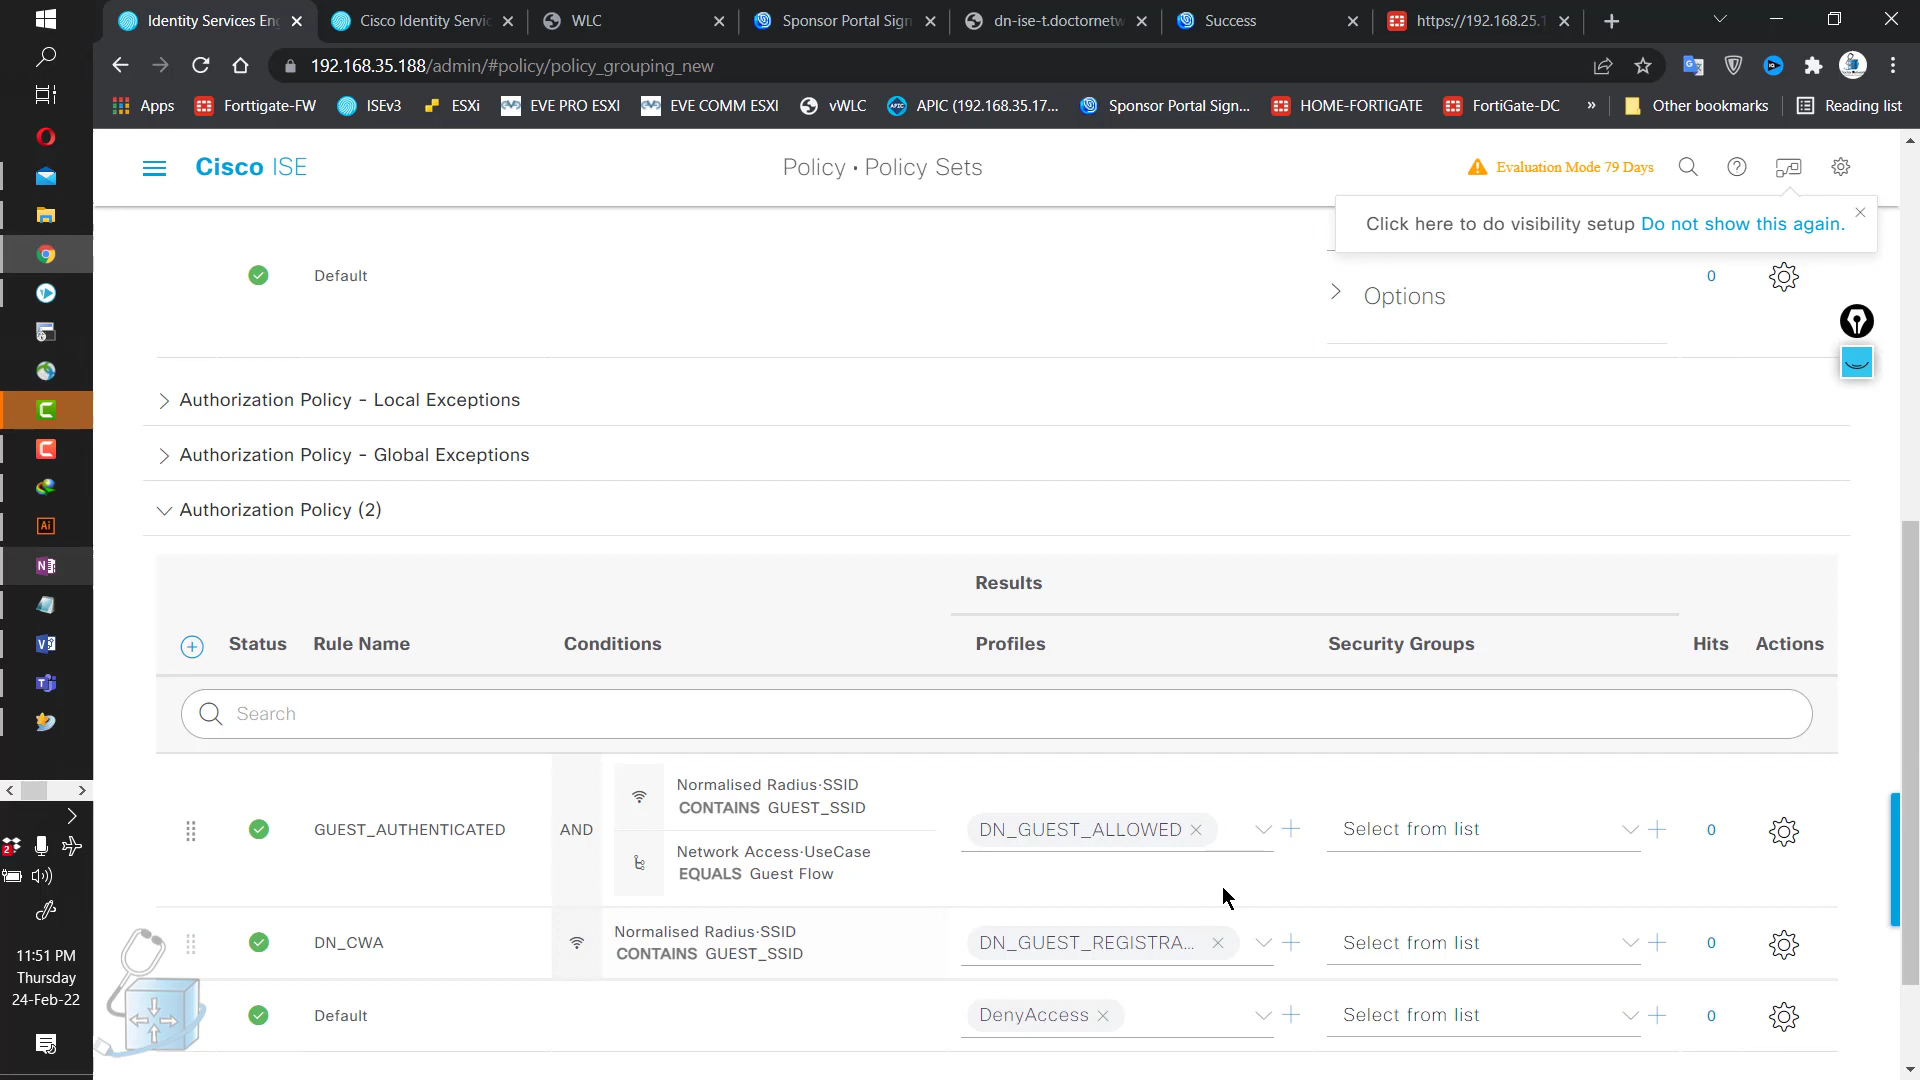 Identity Services En
Cisco Identity Servic
WLC
Sponsor Portal Sign
dn-ise-t.doctornetw
Success
https://192.168.25.1
192.168.35.188/admin/#policy/policy_grouping_new
Apps
Forttigate-FW
ISEv3
ESXi
EVE PRO ESXI
EVE COMM ESXI
vWLC
APIC (192.168.35.17...
Sponsor Portal Sign...
HOME-FORTIGATE
FortiGate-DC
»
Other bookmarks
Reading list
Cisco ISE
Policy · Policy Sets
Evaluation Mode 79 Days
Click here to do visibility setup Do not show this again.
Default
Options
0
Authorization Policy - Local Exceptions
Authorization Policy - Global Exceptions
Authorization Policy (2)
Results
Status
Rule Name
Conditions
Profiles
Security Groups
Hits
Actions
Search
GUEST_AUTHENTICATED
AND
Normalised Radius·SSID
CONTAINS GUEST_SSID
Network Access·UseCase
EQUALS Guest Flow
DN_GUEST_ALLOWED
Select from list
0
DN_CWA
Normalised Radius·SSID
CONTAINS GUEST_SSID
DN_GUEST_REGISTRA...
Select from list
0
Default
DenyAccess
Select from list
0
11:51 PM
Thursday
24-Feb-22